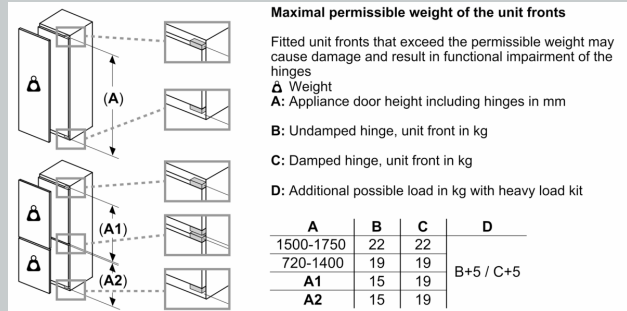 Maximal permissible weight of the unit fronts
Fitted unit fronts that exceed the permissible weight may
cause damage and result in functional impairment of the
hinges
Weight
A: Appliance door height including hinges in mm
B: Undamped hinge, unit front in kg
C: Damped hinge, unit front in kg
D: Additional possible load in kg with heavy load kit
A B C D
1500-1750 22 22
720-1400 19 19
B+5 / C+5
A1 15 19
A2 15 19
(A)
(A1)
(A2)